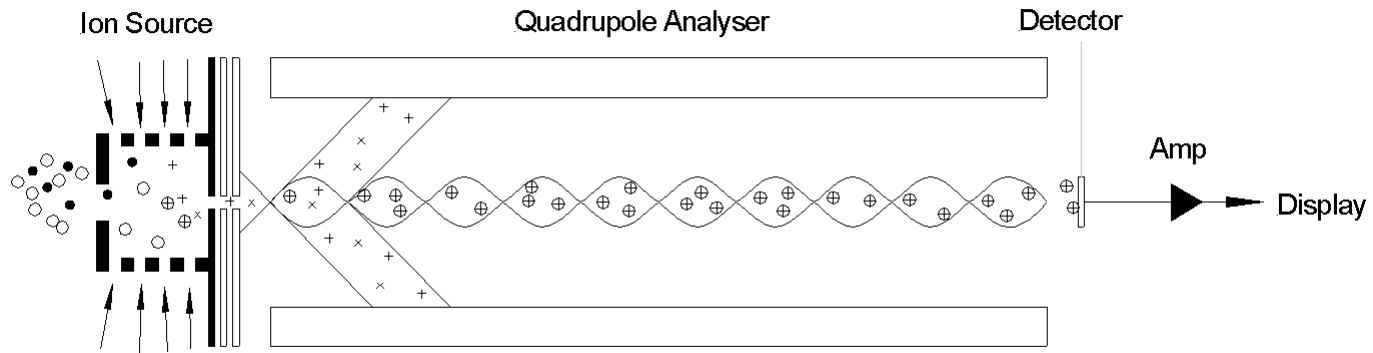 Ion Source
Quadrupole Analyser
Detector
Amp
Display